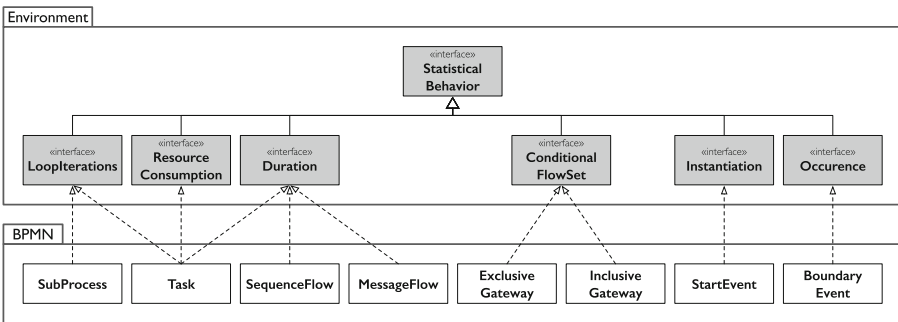 Environment
«interface»
Statistical
Behavior
«interface»
LoopIterations
«interface»
Resource
Consumption
«interface»
Duration
«interface»
Conditional
FlowSet
«interface»
Instantiation
«interface»
Occurence
BPMN
SubProcess
Task
SequenceFlow
MessageFlow
Exclusive
Gateway
Inclusive
Gateway
StartEvent
Boundary
Event